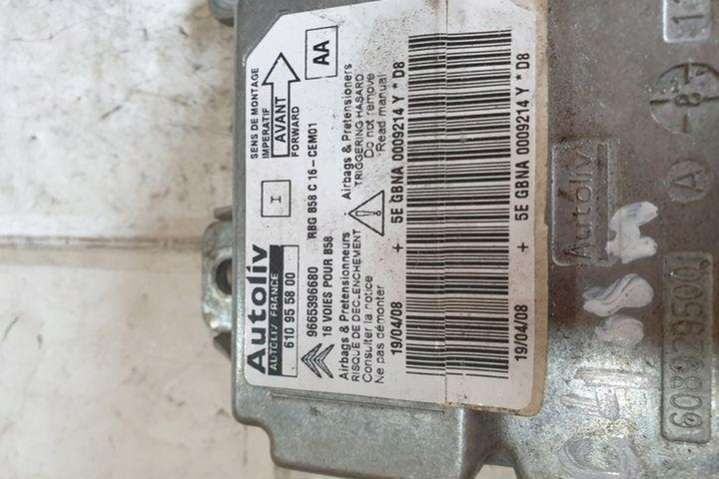 SENS DE MONTAGE
IMPERATIF
AVANT
FORWARD
AA
I
Autoliv
AUTOLIV FRANCE
610 95 58 00
RBG 858 C 16-CEM01
9665396680
16 VOIES POUR B58
Airbags & Pretensionneurs
RISQUE DE DECLENCHEMENT
Consulter la notice
Ne pas démonter
Airbags & Pretensioners
TRIGGERING HASARD
Do not remove
Read manual
19/04/08 + 5E GBNA 0009214 Y * D8
19/04/08 + 5E GBNA 0009214 Y * D8
Autoliv
A
8